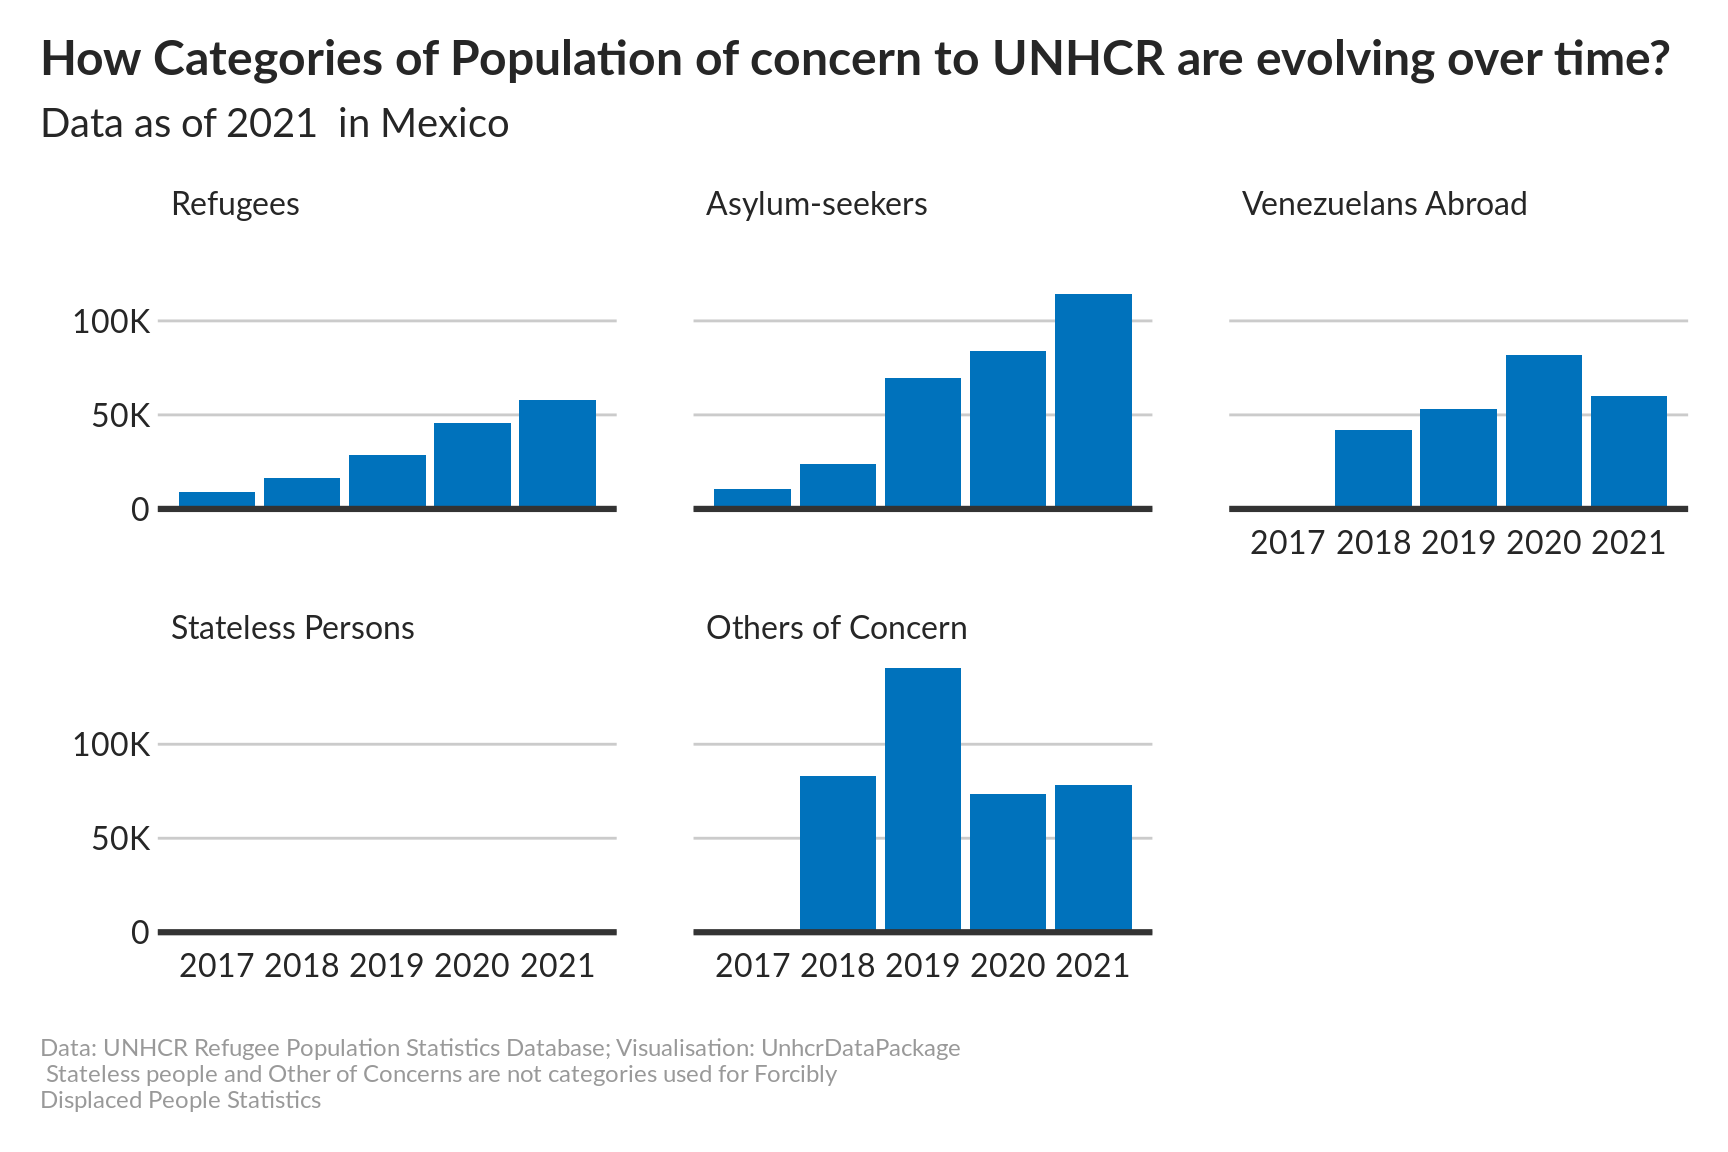 How Categories of Population of concern to UNHCR are evolving over time?
Data as of 2021  in Mexico
Refugees
Asylum-seekers
Venezuelans Abroad
100K
50K
0
2017 2018 2019 2020 2021
Stateless Persons
Others of Concern
100K
50K
0
2017 2018 2019 2020 2021
2017 2018 2019 2020 2021
Data: UNHCR Refugee Population Statistics Database; Visualisation: UnhcrDataPackage
Stateless people and Other of Concerns are not categories used for Forcibly
Displaced People Statistics